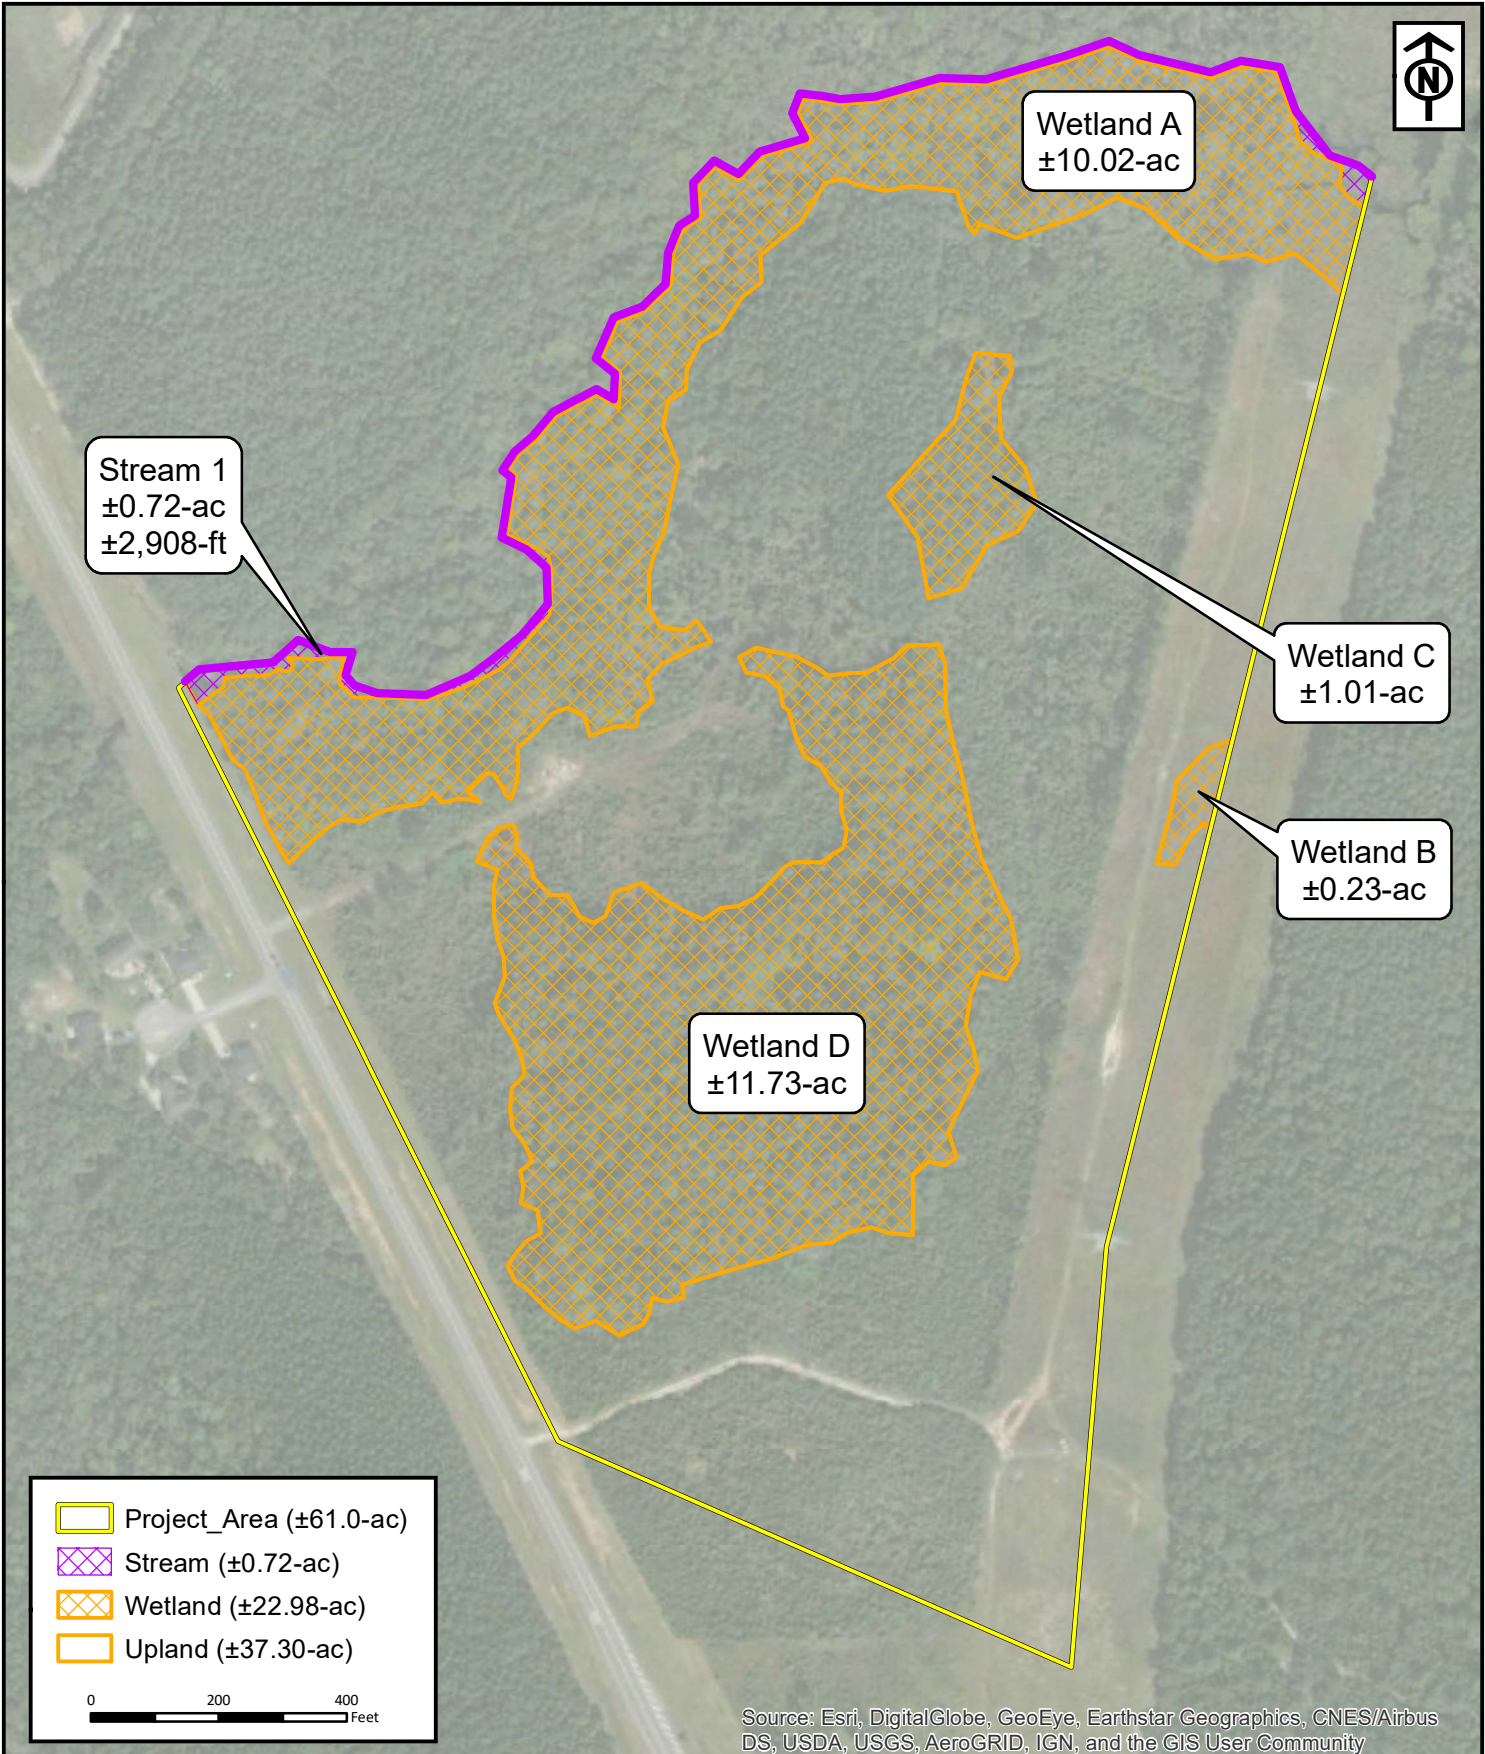 N
Wetland A
±10.02-ac
Stream 1
±0.72-ac
±2,908-ft
Wetland C
±1.01-ac
Wetland B
±0.23-ac
Wetland D
±11.73-ac
Project_Area (±61.0-ac)
Stream (±0.72-ac)
Wetland (±22.98-ac)
Upland (±37.30-ac)
0 200 400
Feet
Source: Esri, DigitalGlobe, GeoEye, Earthstar Geographics, CNES/Airbus
DS, USDA, USGS, AeroGRID, IGN, and the GIS User Community